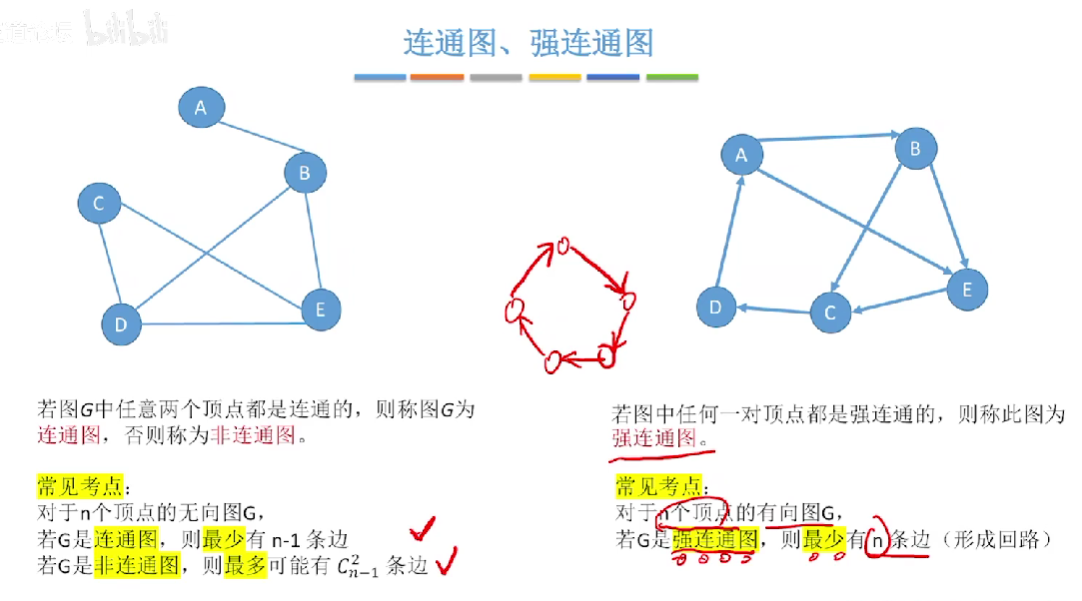 bilibili
连通图、强连通图
A
B
C
D
E
A
B
C
D
E
若图G中任意两个顶点都是连通的，则称图G为
连通图，否则称为非连通图。
常见考点：
对于n个顶点的无向图G，
若G是连通图，则最少有 n-1 条边
若G是非连通图，则最多可能有 C²ₙ₋₁ 条边
若图中任何一对顶点都是强连通的，则称此图为
强连通图。
常见考点：
对于n个顶点的有向图G，
若G是强连通图，则最少有 n 条边（形成回路）